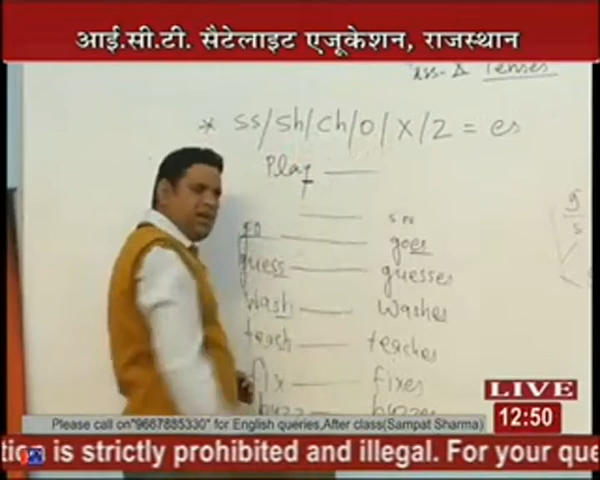 आई.सी.टी. सैटेलाइट एजूकेशन, राजस्थान
Tenses
* ss/sh/ch/o/x/z = es
Play
go goes
guess guesses
wash washes
teach teaches
fix fixes
buzz buzzes
LIVE
12:50
Please call on"9667885330" for English queries,After class(Sampat Sharma)
is strictly prohibited and illegal. For your